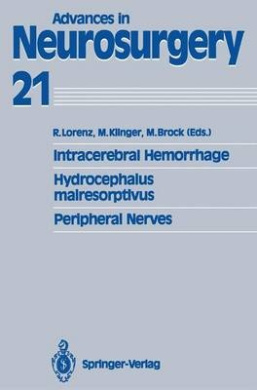 Advances in
Neurosurgery
21
R. Lorenz, M. Klinger, M. Brock (Eds.)
Intracerebral Hemorrhage
Hydrocephalus
malresorptivus
Peripheral Nerves
Springer-Verlag